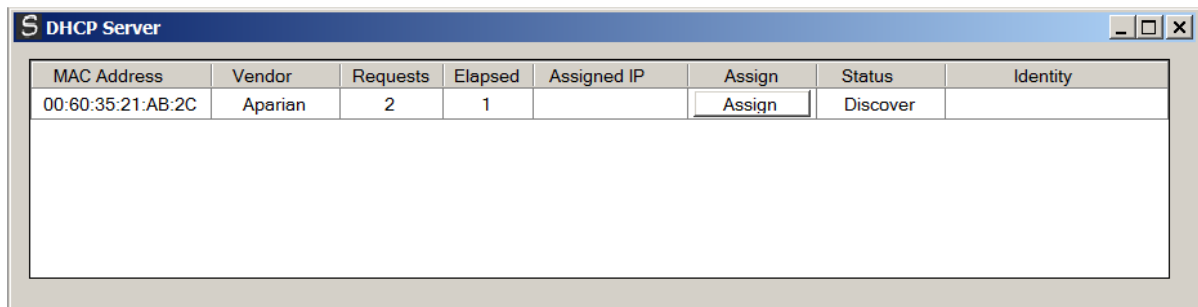 S DHCP Server
MAC Address Vendor Requests Elapsed Assigned IP Assign Status Identity
00:60:35:21:AB:2C Aparian 2 1 Assign Discover